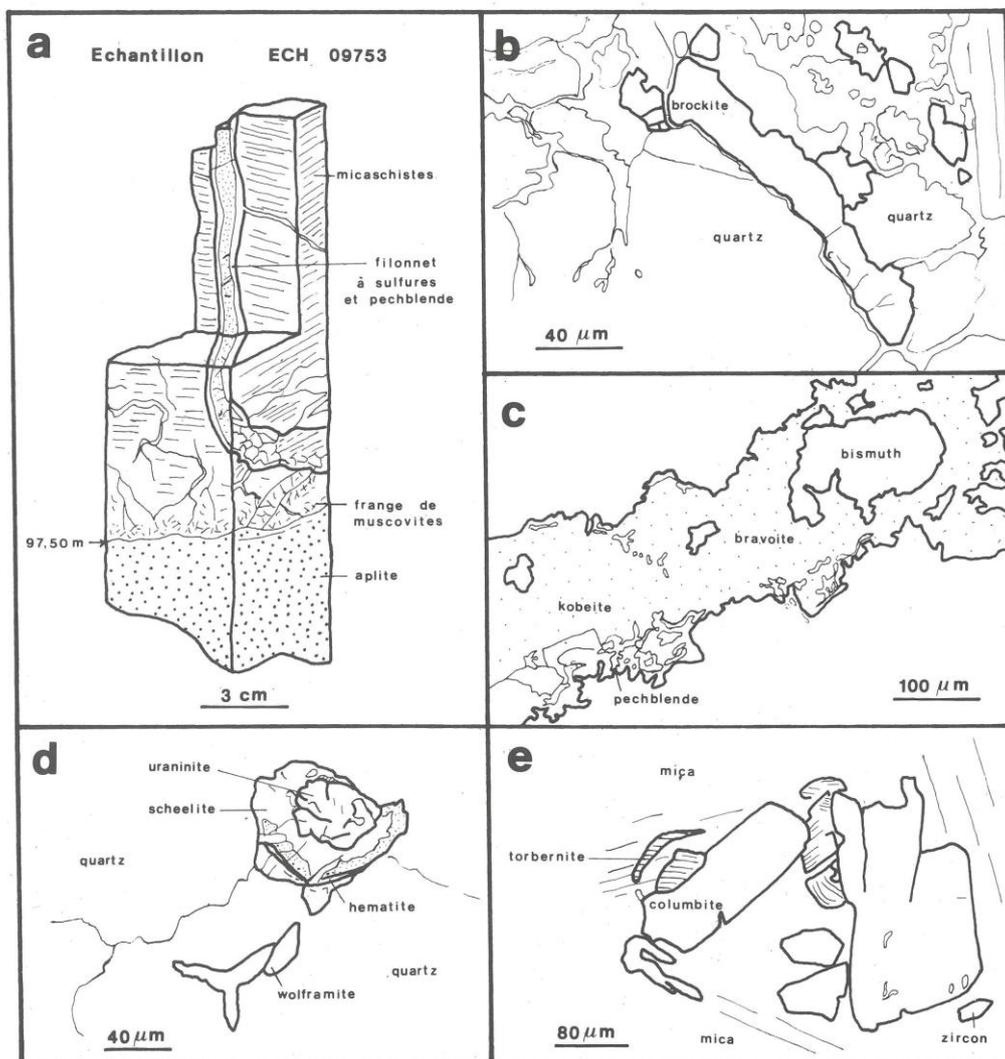 a
Echantillon ECH 09753
micaschistes
filonnet
à sulfures
et pechblende
frange de
muscovites
97,50 m
aplite
3 cm
b
brockite
quartz
quartz
40 µm
c
bismuth
bravoite
kobeite
pechblende
100 µm
d
uraninite
scheelite
quartz
hematite
quartz
wolframite
40 µm
e
miça
torbernite
columbite
mica
zircon
80 µm